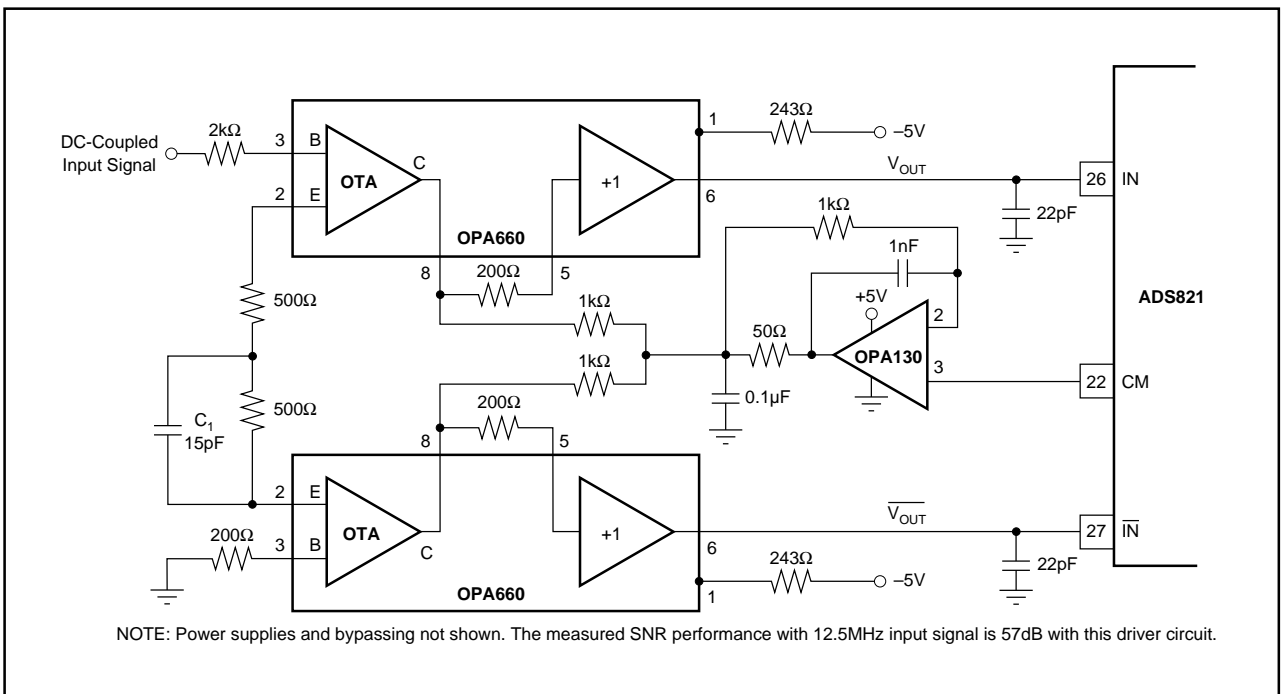 DC-Coupled
Input Signal
2kΩ
3
B
2
E
OTA
C
+1
OPA660
1
6
8
5
243Ω
–5V
V_OUT
26
IN
22pF
200Ω
500Ω
500Ω
C₁
15pF
1kΩ
1kΩ
1kΩ
1nF
+5V
50Ω
2
3
OPA130
0.1µF
22
CM
ADS821
200Ω
8
5
2
E
3
B
200Ω
OTA
C
+1
OPA660
6
1
V̅_O̅U̅T̅
243Ω
–5V
27
I̅N̅
22pF
NOTE: Power supplies and bypassing not shown. The measured SNR performance with 12.5MHz input signal is 57dB with this driver circuit.